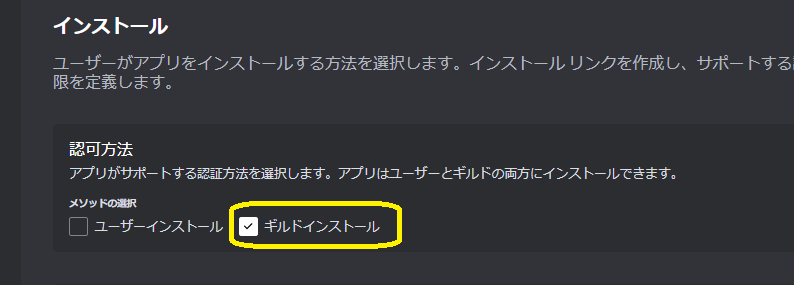 インストール
ユーザーがアプリをインストールする方法を選択します。インストール リンクを作成し、サポートする
限を定義します。
認可方法
アプリがサポートする認証方法を選択します。アプリはユーザーとギルドの両方にインストールできます。
メソッドの選択
ユーザーインストール ギルドインストール